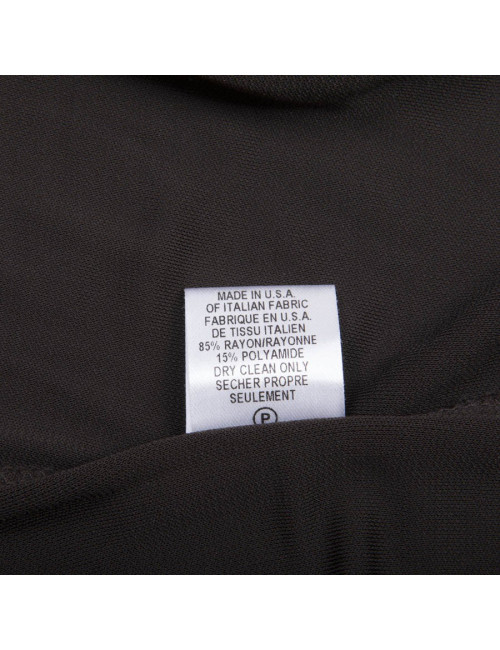 MADE IN U.S.A.
OF ITALIAN FABRIC
FABRIQUE EN U.S.A.
DE TISSU ITALIEN
85% RAYON/RAYONNE
15% POLYAMIDE
DRY CLEAN ONLY
SECHER PROPRE
SEULEMENT
P